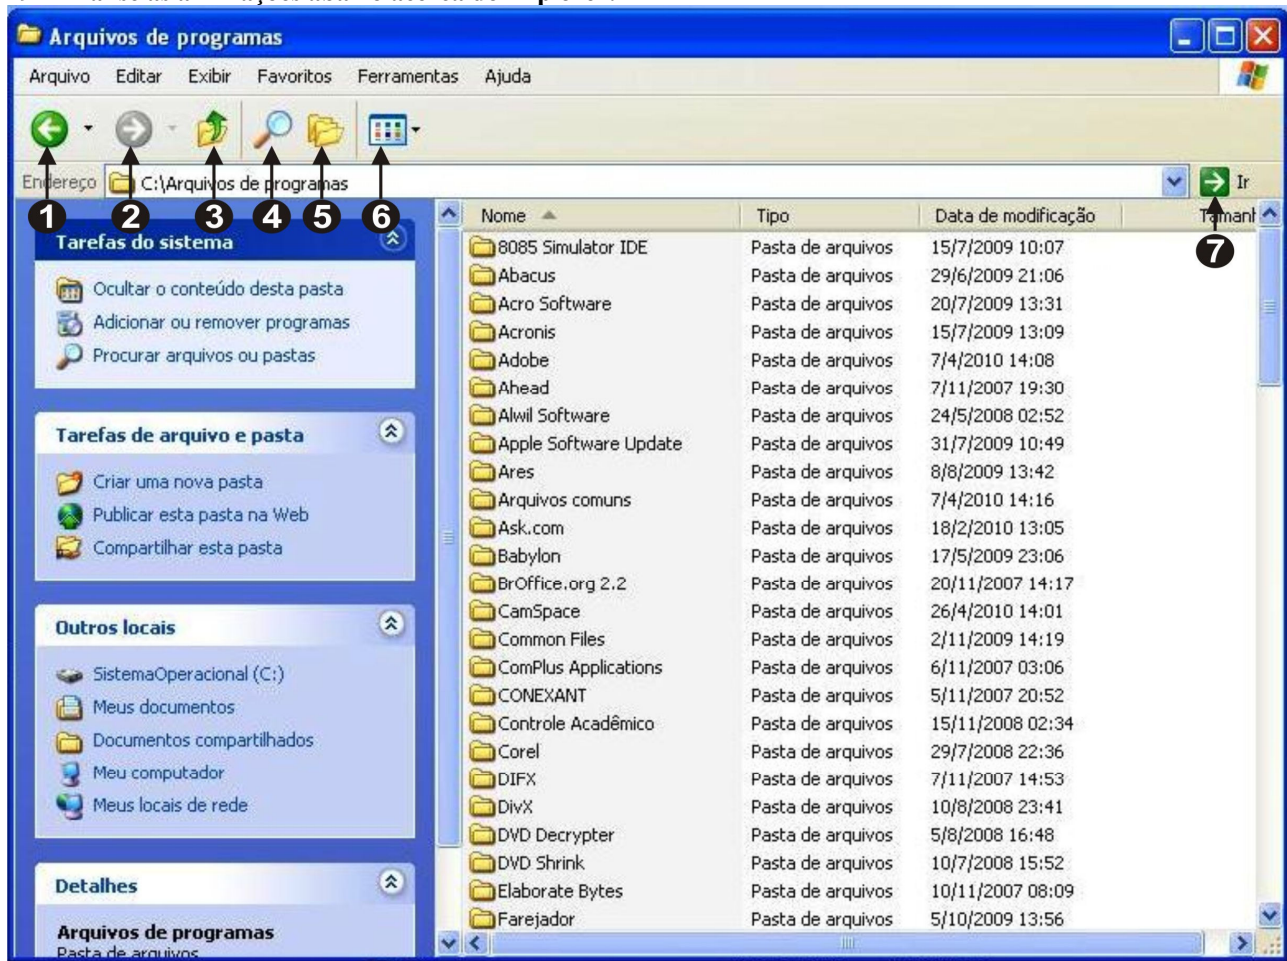 Arquivos de programas
Arquivo Editar Exibir Favoritos Ferramentas Ajuda
Endereço C:\Arquivos de programas Ir
1 2 3 4 5 6 7
Tarefas do sistema
Ocultar o conteúdo desta pasta
Adicionar ou remover programas
Procurar arquivos ou pastas
Tarefas de arquivo e pasta
Criar uma nova pasta
Publicar esta pasta na Web
Compartilhar esta pasta
Outros locais
SistemaOperacional (C:)
Meus documentos
Documentos compartilhados
Meu computador
Meus locais de rede
Detalhes
Arquivos de programas
Pasta de arquivos
Nome Tipo Data de modificação Tamanh
8085 Simulator IDE Pasta de arquivos 15/7/2009 10:07
Abacus Pasta de arquivos 29/6/2009 21:06
Acro Software Pasta de arquivos 20/7/2009 13:31
Acronis Pasta de arquivos 15/7/2009 13:09
Adobe Pasta de arquivos 7/4/2010 14:08
Ahead Pasta de arquivos 7/11/2007 19:30
Alwil Software Pasta de arquivos 24/5/2008 02:52
Apple Software Update Pasta de arquivos 31/7/2009 10:49
Ares Pasta de arquivos 8/8/2009 13:42
Arquivos comuns Pasta de arquivos 7/4/2010 14:16
Ask.com Pasta de arquivos 18/2/2010 13:05
Babylon Pasta de arquivos 17/5/2009 23:06
BrOffice.org 2.2 Pasta de arquivos 20/11/2007 14:17
CamSpace Pasta de arquivos 26/4/2010 14:01
Common Files Pasta de arquivos 2/11/2009 14:19
ComPlus Applications Pasta de arquivos 6/11/2007 03:06
CONEXANT Pasta de arquivos 5/11/2007 20:52
Controle Acadêmico Pasta de arquivos 15/11/2008 02:34
Corel Pasta de arquivos 29/7/2008 22:36
DIFX Pasta de arquivos 7/11/2007 14:53
DivX Pasta de arquivos 10/8/2008 23:41
DVD Decrypter Pasta de arquivos 5/8/2008 16:48
DVD Shrink Pasta de arquivos 10/7/2008 15:52
Elaborate Bytes Pasta de arquivos 10/11/2007 08:09
Farejador Pasta de arquivos 5/10/2009 13:56